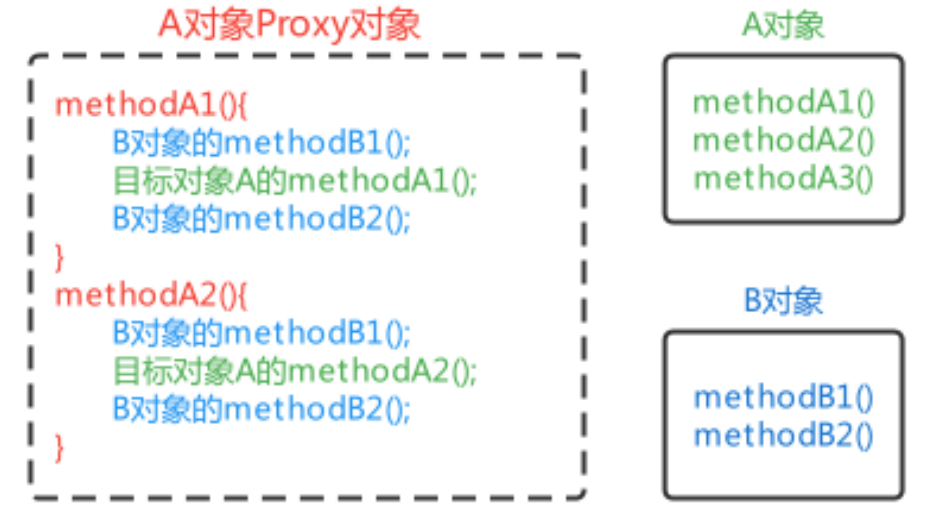 A对象Proxy对象
methodA1(){
B对象的methodB1();
目标对象A的methodA1();
B对象的methodB2();
}
methodA2(){
B对象的methodB1();
目标对象A的methodA2();
B对象的methodB2();
}
A对象
methodA1()
methodA2()
methodA3()
B对象
methodB1()
methodB2()